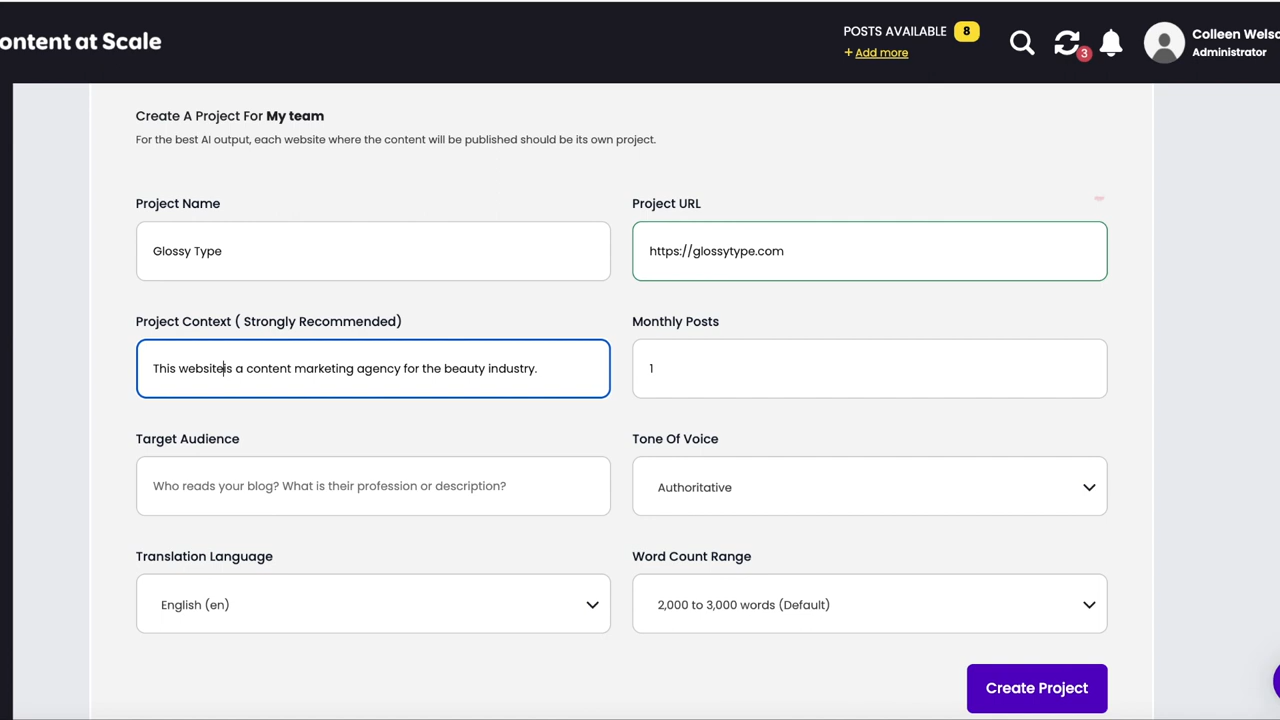 ontent at Scale
POSTS AVAILABLE 8
+ Add more
3
Colleen Welsc
Administrator
Create A Project For My team
For the best AI output, each website where the content will be published should be its own project.
Project Name
Project URL
Glossy Type
https://glossytype.com
Project Context ( Strongly Recommended)
Monthly Posts
This website is a content marketing agency for the beauty industry.
1
Target Audience
Tone Of Voice
Who reads your blog? What is their profession or description?
Authoritative
Translation Language
Word Count Range
English (en)
2,000 to 3,000 words (Default)
Create Project